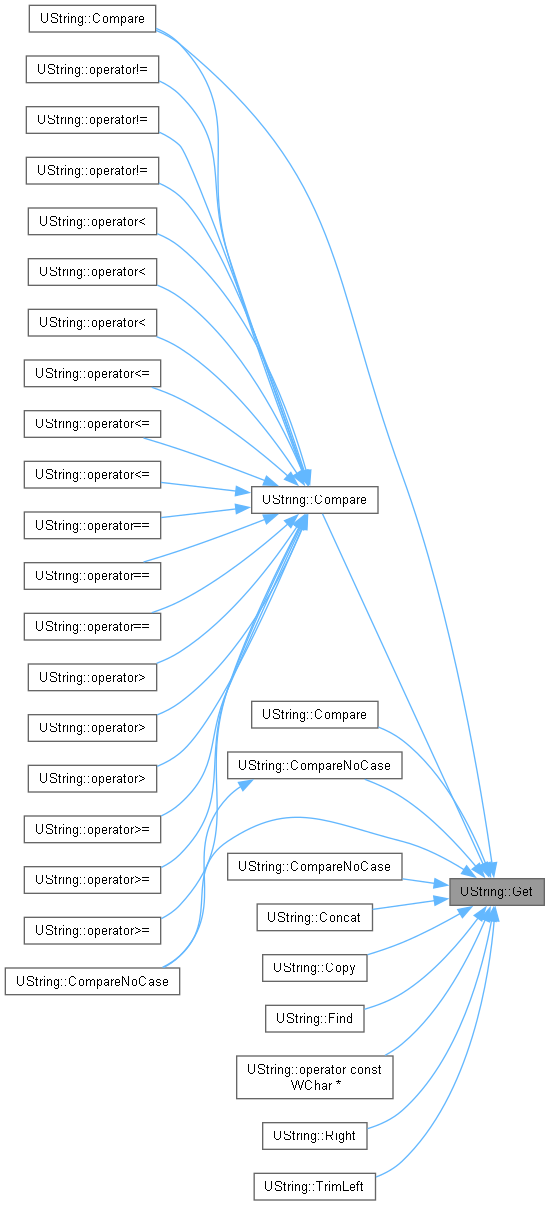 UString::Compare
UString::operator!=
UString::operator!=
UString::operator!=
UString::operator<
UString::operator<
UString::operator<
UString::operator<=
UString::operator<=
UString::operator<=
UString::operator==
UString::operator==
UString::operator==
UString::operator>
UString::operator>
UString::operator>
UString::operator>=
UString::operator>=
UString::operator>=
UString::CompareNoCase
UString::Compare
UString::Compare
UString::CompareNoCase
UString::CompareNoCase
UString::Concat
UString::Copy
UString::Find
UString::operator const
WChar *
UString::Right
UString::TrimLeft
UString::Get